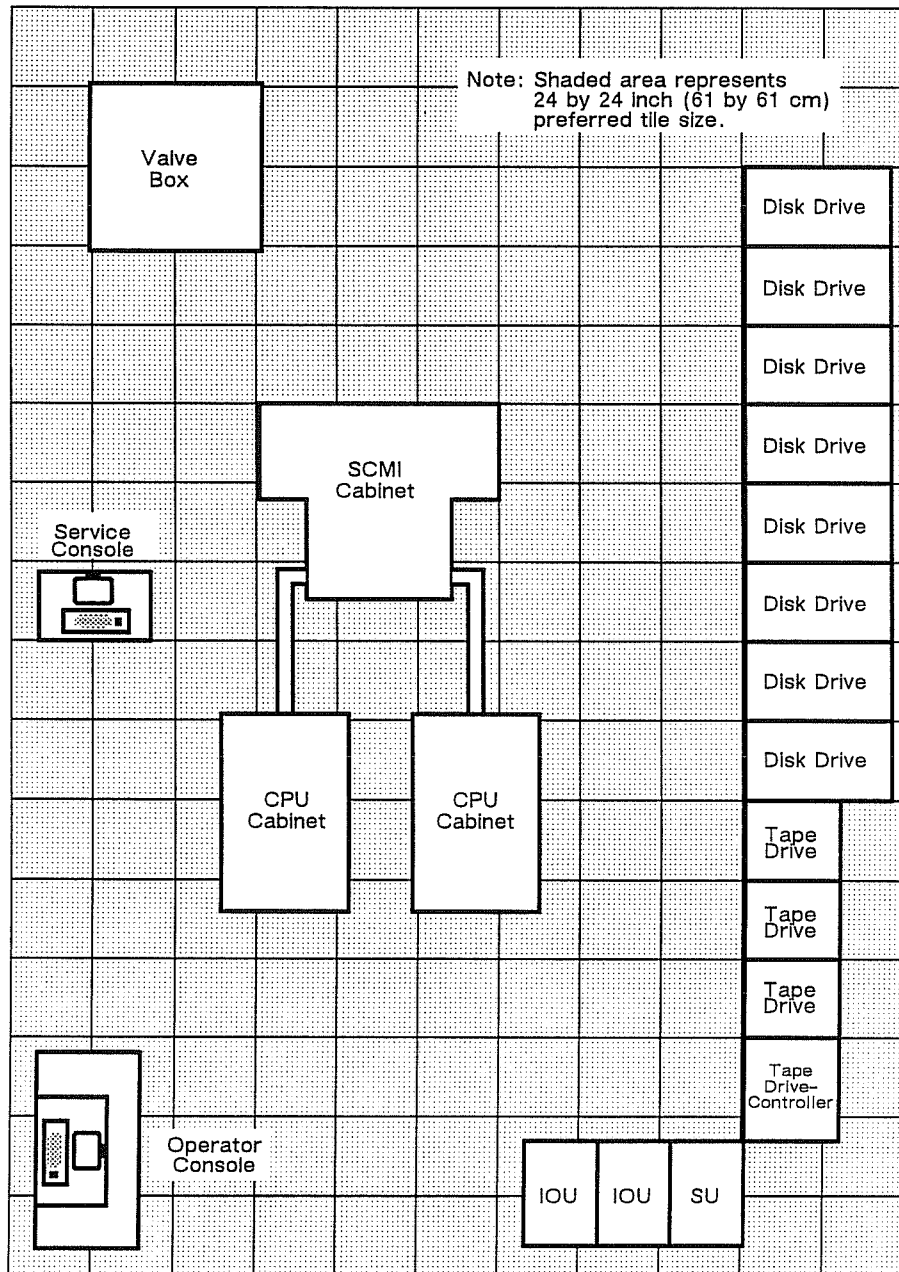 Note: Shaded area represents
24 by 24 inch (61 by 61 cm)
preferred tile size.
Valve
Box
Disk Drive
Disk Drive
Disk Drive
Disk Drive
SCMI
Cabinet
Disk Drive
Service
Console
Disk Drive
Disk Drive
Disk Drive
CPU
Cabinet
CPU
Cabinet
Tape
Drive
Tape
Drive
Tape
Drive
Tape
Drive-
Controller
Operator
Console
IOU
IOU
SU